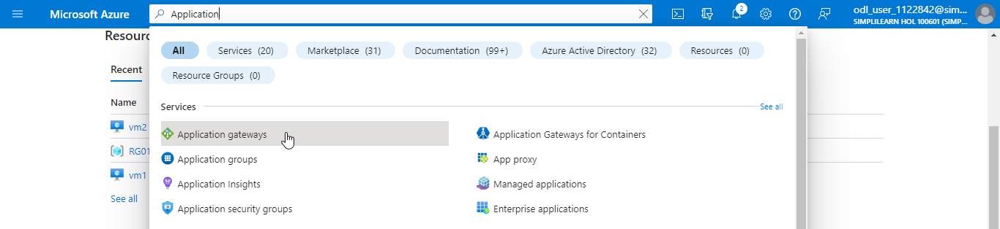 Microsoft Azure
Application
2
odl_user_1122842@sim...
SIMPLILEARN HOL 100601 (SIMP...
Resourc
All
Services (20)
Marketplace (31)
Documentation (99+)
Azure Active Directory (32)
Resources (0)
Resource Groups (0)
Recent
Services
See all
Name
Application gateways
Application Gateways for Containers
vm2
Application groups
App proxy
RG01
Application Insights
Managed applications
vm1
Application security groups
Enterprise applications
See all